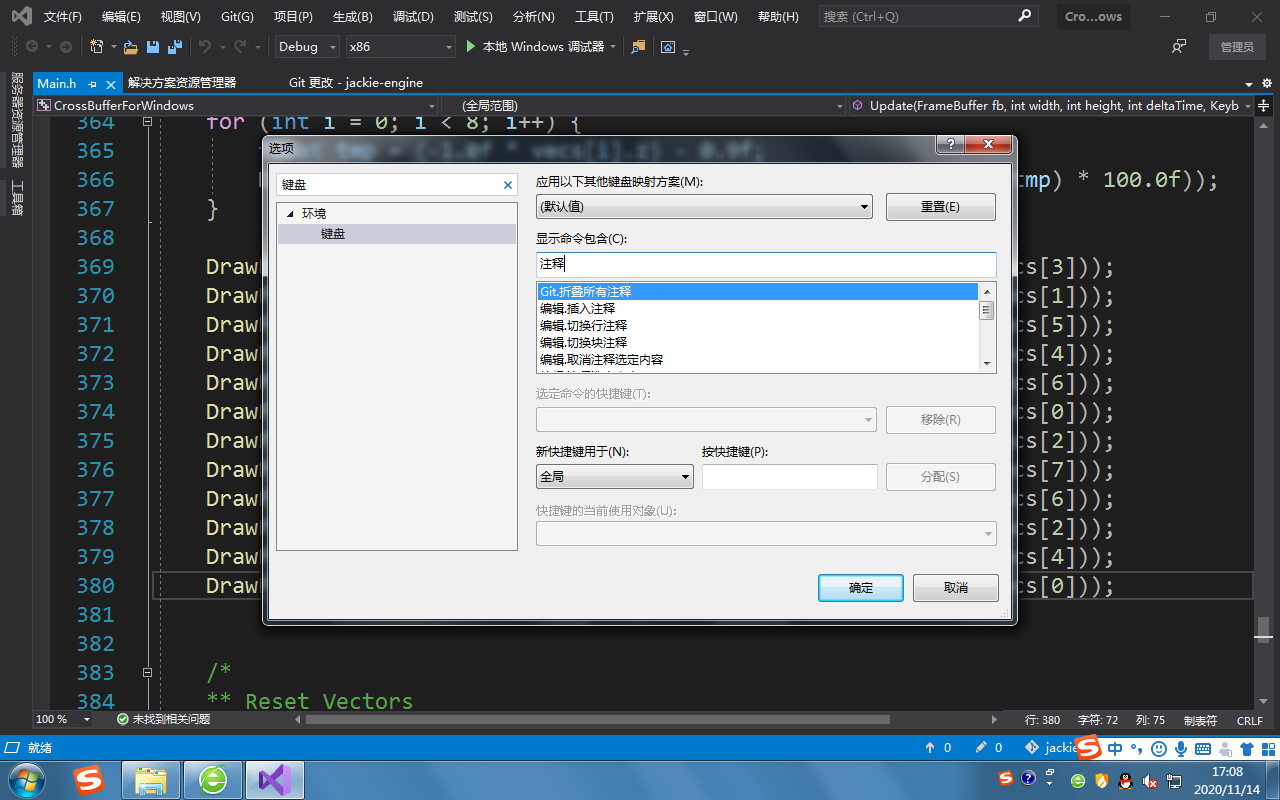 文件(F) 编辑(E) 视图(V) Git(G) 项目(P) 生成(B) 调试(D) 测试(S) 分析(N) 工具(T) 扩展(X) 窗口(W) 帮助(H) 搜索 (Ctrl+Q) Cro...ows
Debug x86 本地 Windows 调试器 管理员
服务器资源管理器
工具箱
Main.h 解决方案资源管理器 Git 更改 - jackie-engine
CrossBufferForWindows (全局范围) Update(FrameBuffer fb, int width, int height, int deltaTime, Keyb
364 for (int i = 0; i < 8; i++) {
365 tmp = (-1.0f * vecs[i].z) - 0.9f;
366 tmp) * 100.0f));
367 }
368
369 Draw cs[3]));
370 Draw cs[1]));
371 Draw cs[5]));
372 Draw cs[4]));
373 Draw cs[6]));
374 Draw cs[0]));
375 Draw cs[2]));
376 Draw cs[7]));
377 Draw cs[6]));
378 Draw cs[2]));
379 Draw cs[4]));
380 Draw cs[0]));
381
382
383 /*
384 ** Reset Vectors
选项
键盘
环境
键盘
应用以下其他键盘映射方案(M):
(默认值) 重置(E)
显示命令包含(C):
注释
Git.折叠所有注释
编辑.插入注释
编辑.切换行注释
编辑.切换块注释
编辑.取消注释选定内容
选定命令的快捷键(T):
移除(R)
新快捷键用于(N): 按快捷键(P):
全局 分配(S)
快捷键的当前使用对象(U):
确定 取消
100 % 未找到相关问题 行: 380 字符: 72 列: 75 制表符 CRLF
就绪 0 0 jackie 中
17:08
2020/11/14